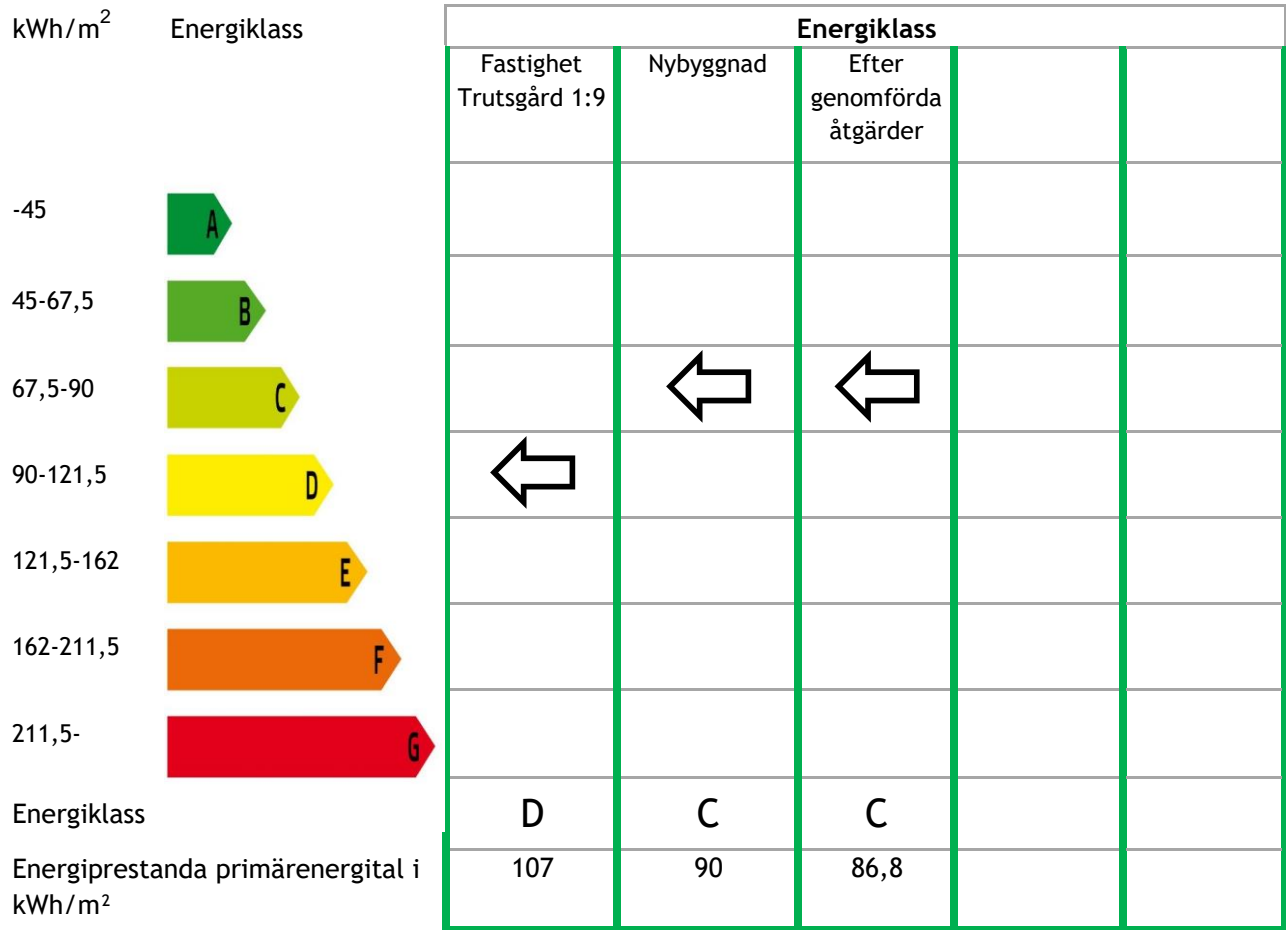 kWh/m² Energiklass Energiklass
Fastighet Trutsgård 1:9 Nybyggnad Efter genomförda åtgärder
-45 A
45-67,5 B
67,5-90 C
90-121,5 D
121,5-162 E
162-211,5 F
211,5- G
Energiklass D C C
Energiprestanda primärenergital i kWh/m² 107 90 86,8